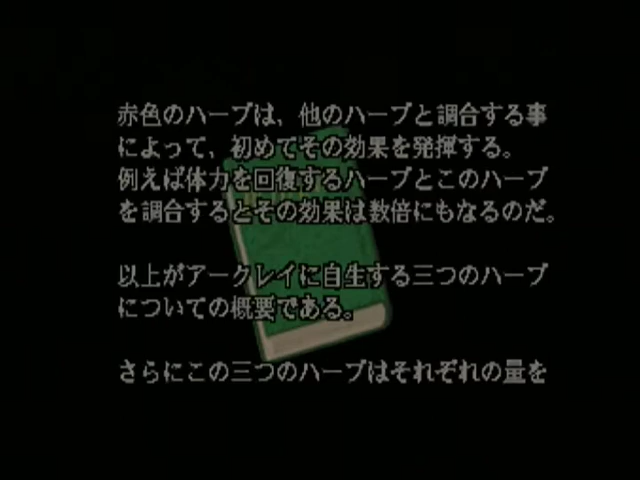 赤色のハーブは，他のハーブと調合する事
によって，初めてその効果を発揮する。
例えば体力を回復するハーブとこのハーブ
を調合するとその効果は数倍にもなるのだ。
以上がアークレイに自生する三つのハーブ
についての概要である。
さらにこの三つのハーブはそれぞれの量を